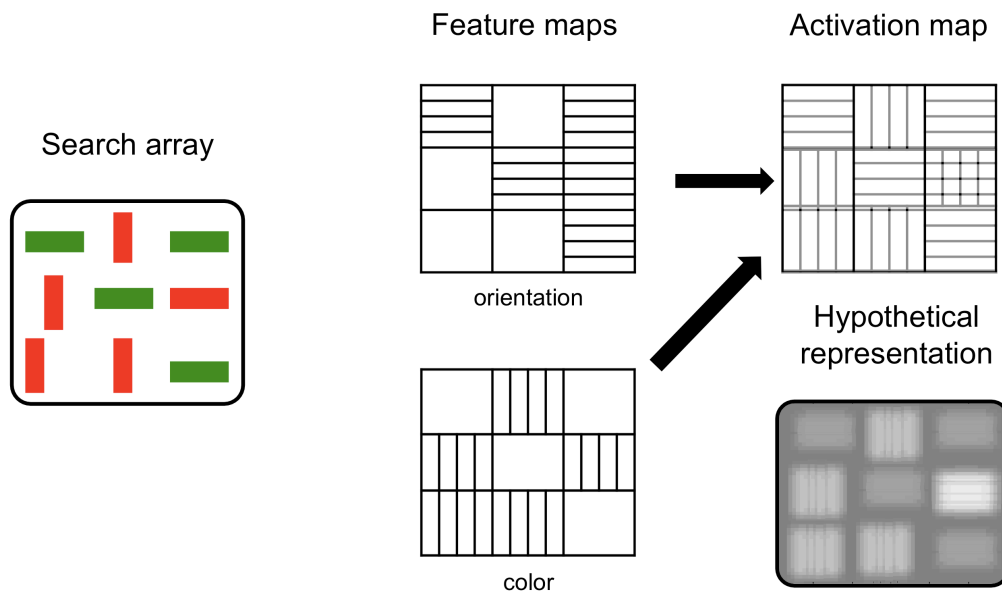 Feature maps
Activation map
Search array
orientation
Hypothetical
representation
color